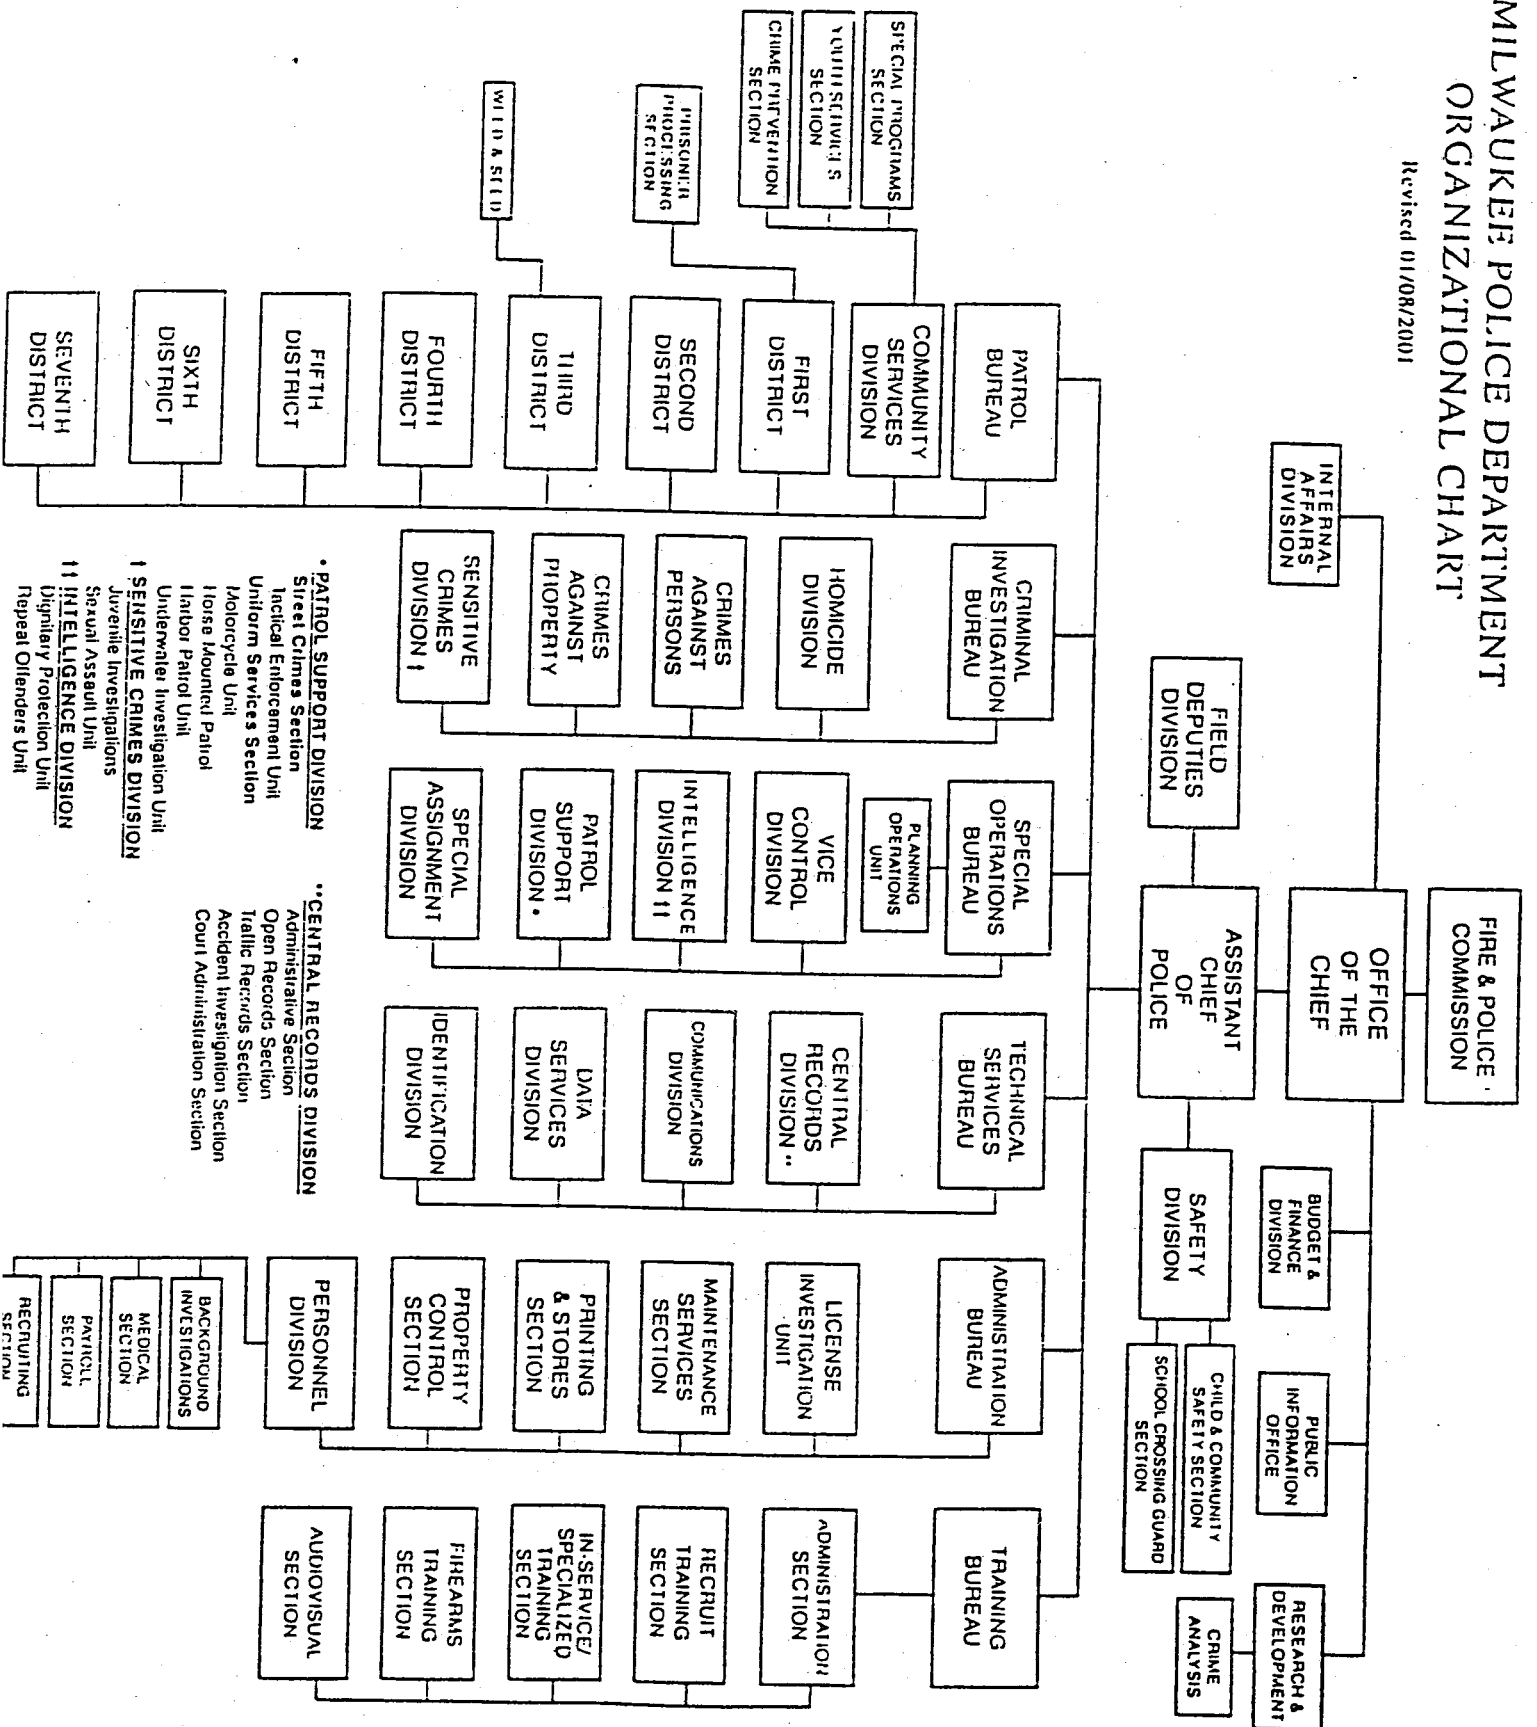 MILWAUKEE POLICE DEPARTMENT
ORGANIZATIONAL CHART
Revised 01/08/2001
FIRE & POLICE
COMMISSION
OFFICE
OF THE
CHIEF
INTERNAL
AFFAIRS
DIVISION
BUDGET &
FINANCE
DIVISION
PUBLIC
INFORMATION
OFFICE
RESEARCH &
DEVELOPMENT
CRIME
ANALYSIS
FIELD
DEPUTIES
DIVISION
ASSISTANT
CHIEF
OF
POLICE
SAFETY
DIVISION
CHILD & COMMUNITY
SAFETY SECTION
SCHOOL CROSSING GUARD
SECTION
PATROL
BUREAU
COMMUNITY
SERVICES
DIVISION
SPECIAL PROGRAMS
SECTION
YOUTH SERVICES
SECTION
CRIME PREVENTION
SECTION
FIRST
DISTRICT
PRISONER
PROCESSING
SECTION
SECOND
DISTRICT
THIRD
DISTRICT
WEED & SEED
FOURTH
DISTRICT
FIFTH
DISTRICT
SIXTH
DISTRICT
SEVENTH
DISTRICT
CRIMINAL
INVESTIGATION
BUREAU
HOMICIDE
DIVISION
CRIMES
AGAINST
PERSONS
CRIMES
AGAINST
PROPERTY
SENSITIVE
CRIMES
DIVISION †
SPECIAL
OPERATIONS
BUREAU
PLANNING
OPERATIONS
UNIT
VICE
CONTROL
DIVISION
INTELLIGENCE
DIVISION ††
PATROL
SUPPORT
DIVISION *
SPECIAL
ASSIGNMENT
DIVISION
TECHNICAL
SERVICES
BUREAU
CENTRAL
RECORDS
DIVISION **
COMMUNICATIONS
DIVISION
DATA
SERVICES
DIVISION
IDENTIFICATION
DIVISION
ADMINISTRATION
BUREAU
LICENSE
INVESTIGATION
UNIT
MAINTENANCE
SERVICES
SECTION
PRINTING
& STORES
SECTION
PROPERTY
CONTROL
SECTION
PERSONNEL
DIVISION
BACKGROUND
INVESTIGATIONS
MEDICAL
SECTION
PAYROLL
SECTION
RECRUITING
SECTION
TRAINING
BUREAU
ADMINISTRATION
SECTION
RECRUIT
TRAINING
SECTION
IN-SERVICE/
SPECIALIZED
TRAINING
SECTION
FIREARMS
TRAINING
SECTION
AUDIOVISUAL
SECTION
* PATROL SUPPORT DIVISION
Street Crimes Section
Tactical Enforcement Unit
Uniform Services Section
Motorcycle Unit
Horse Mounted Patrol
Harbor Patrol Unit
Underwater Investigation Unit
† SENSITIVE CRIMES DIVISION
Juvenile Investigations
Sexual Assault Unit
†† INTELLIGENCE DIVISION
Dignitary Protection Unit
Repeat Offenders Unit
**CENTRAL RECORDS DIVISION
Administrative Section
Open Records Section
Traffic Records Section
Accident Investigation Section
Court Administration Section